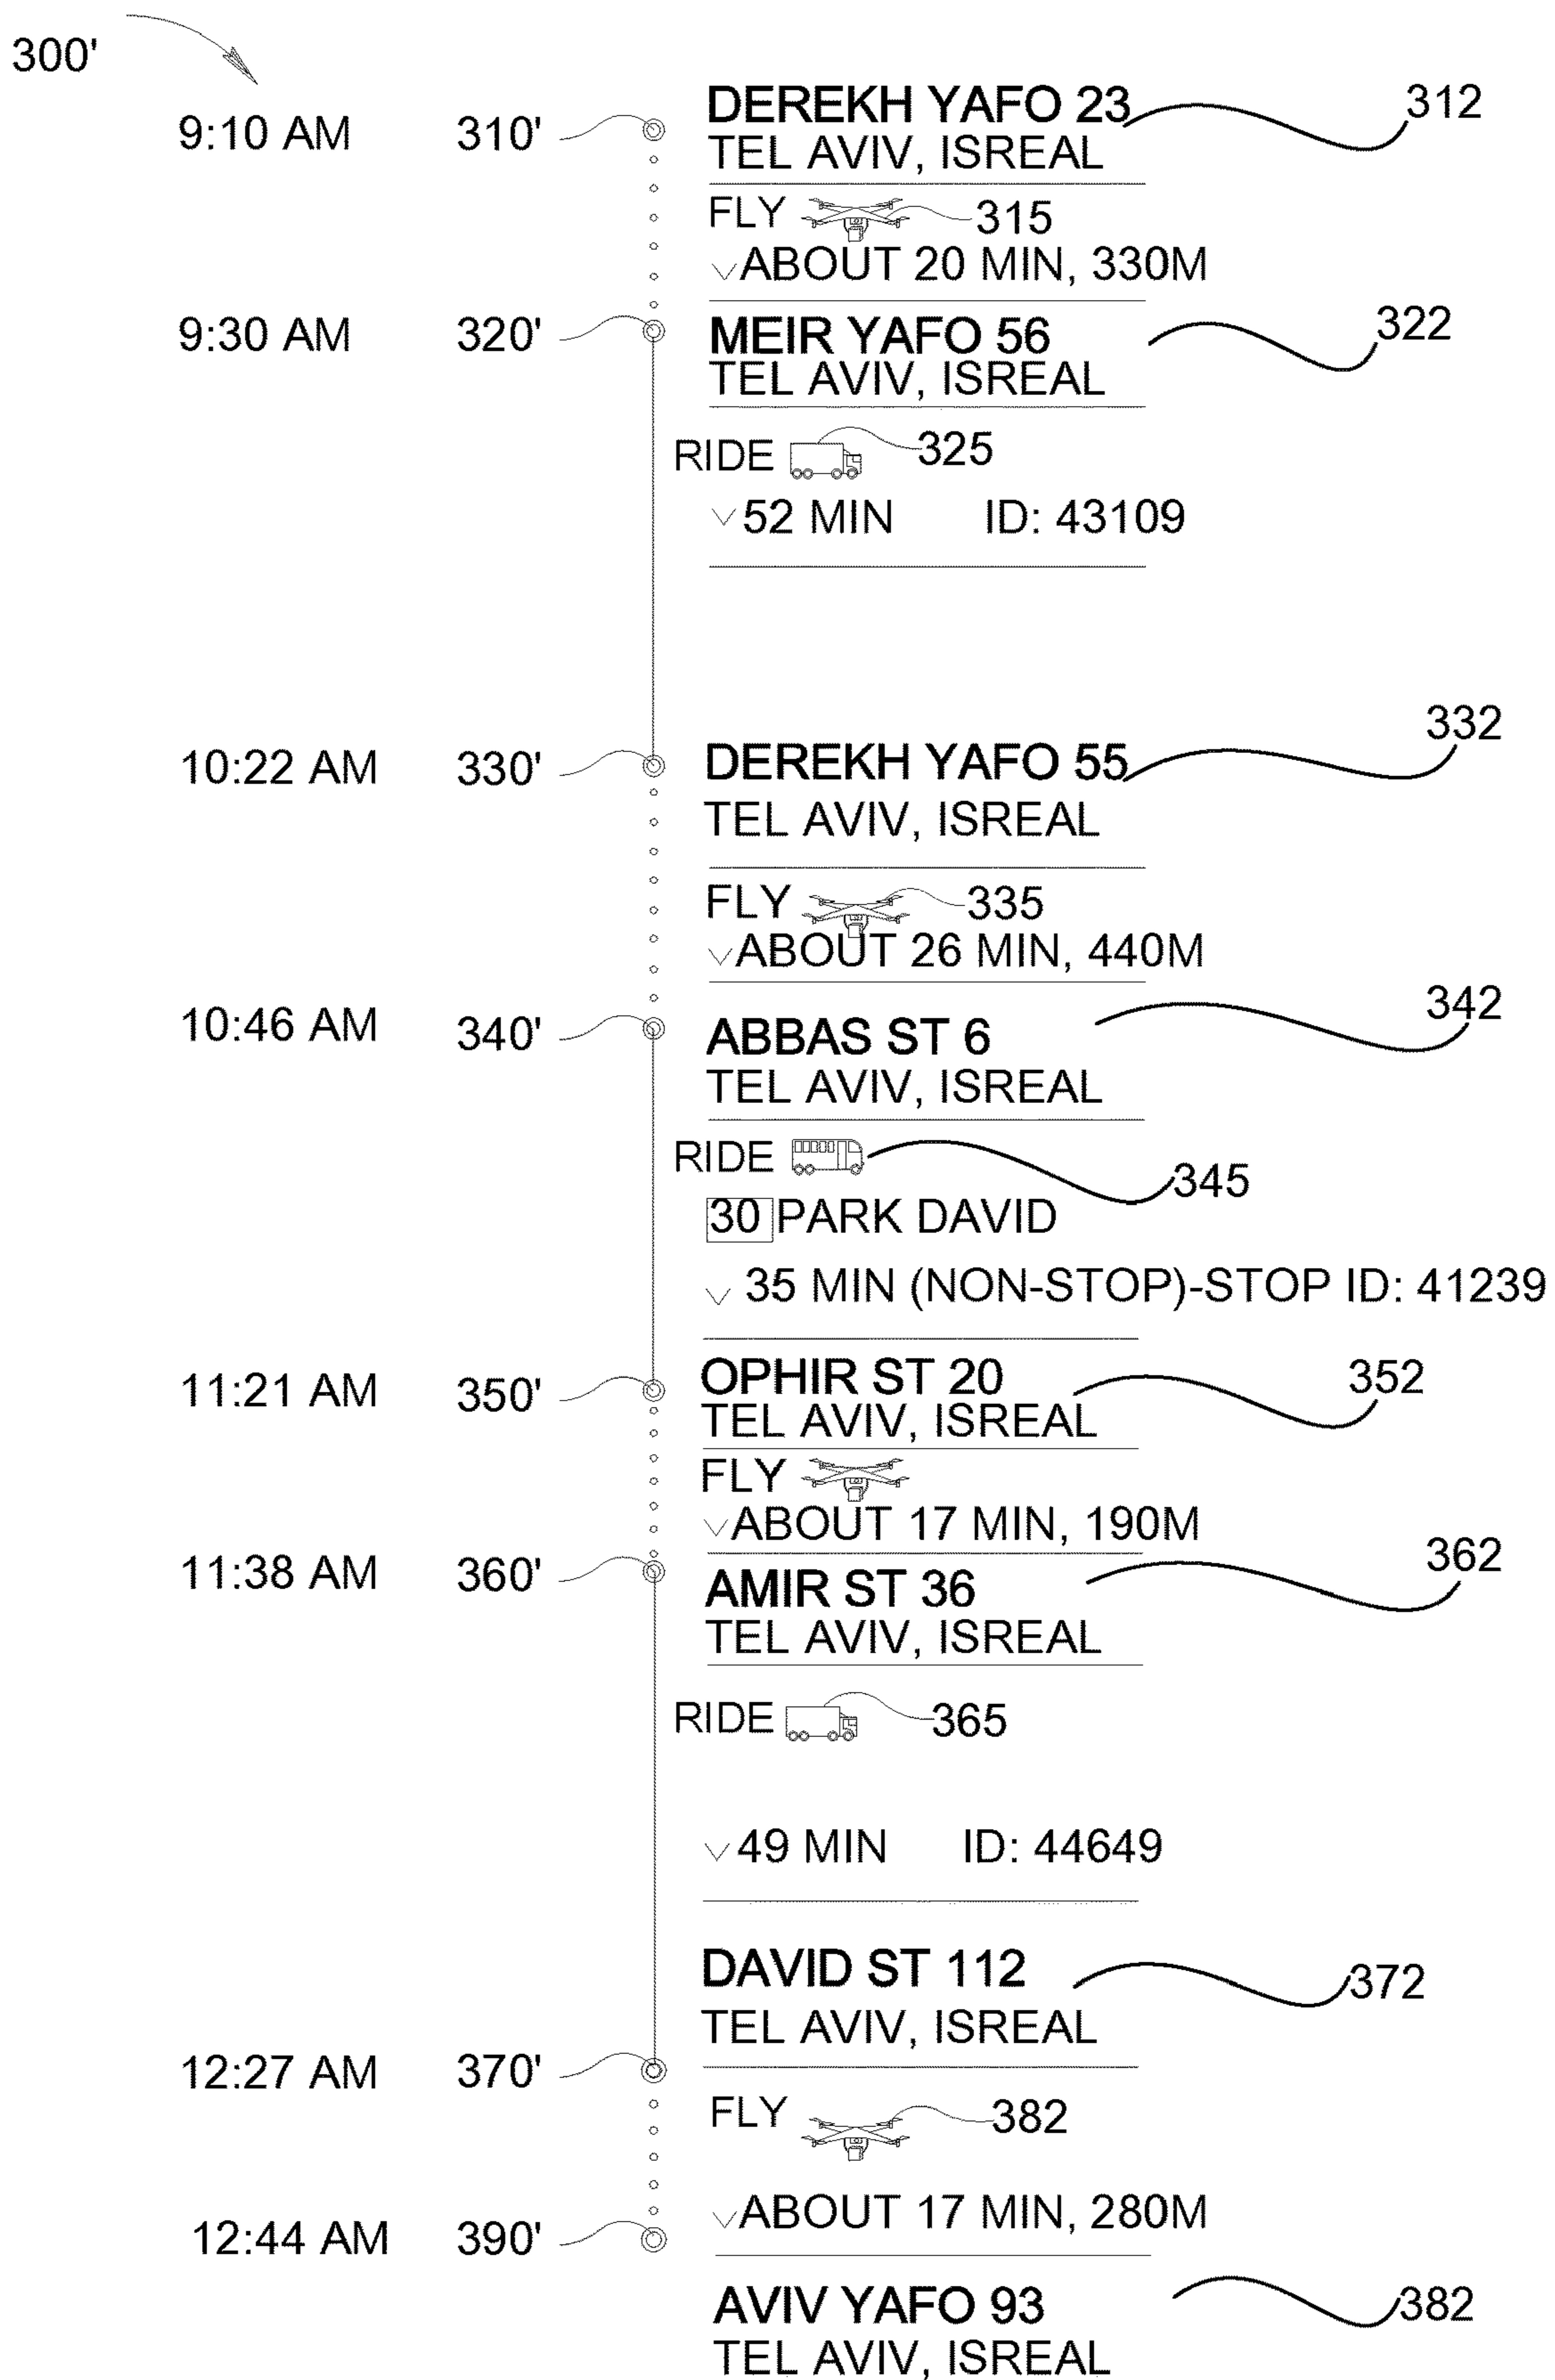 300'
9:10 AM 310' DEREKH YAFO 23 312
TEL AVIV, ISREAL
FLY 315
ABOUT 20 MIN, 330M
9:30 AM 320' MEIR YAFO 56 322
TEL AVIV, ISREAL
RIDE 325
52 MIN ID: 43109
10:22 AM 330' DEREKH YAFO 55 332
TEL AVIV, ISREAL
FLY 335
ABOUT 26 MIN, 440M
10:46 AM 340' ABBAS ST 6 342
TEL AVIV, ISREAL
RIDE 345
30 PARK DAVID
35 MIN (NON-STOP)-STOP ID: 41239
11:21 AM 350' OPHIR ST 20 352
TEL AVIV, ISREAL
FLY
ABOUT 17 MIN, 190M
11:38 AM 360' AMIR ST 36 362
TEL AVIV, ISREAL
RIDE 365
49 MIN ID: 44649
DAVID ST 112 372
TEL AVIV, ISREAL
12:27 AM 370'
FLY 382
ABOUT 17 MIN, 280M
12:44 AM 390'
AVIV YAFO 93 382
TEL AVIV, ISREAL